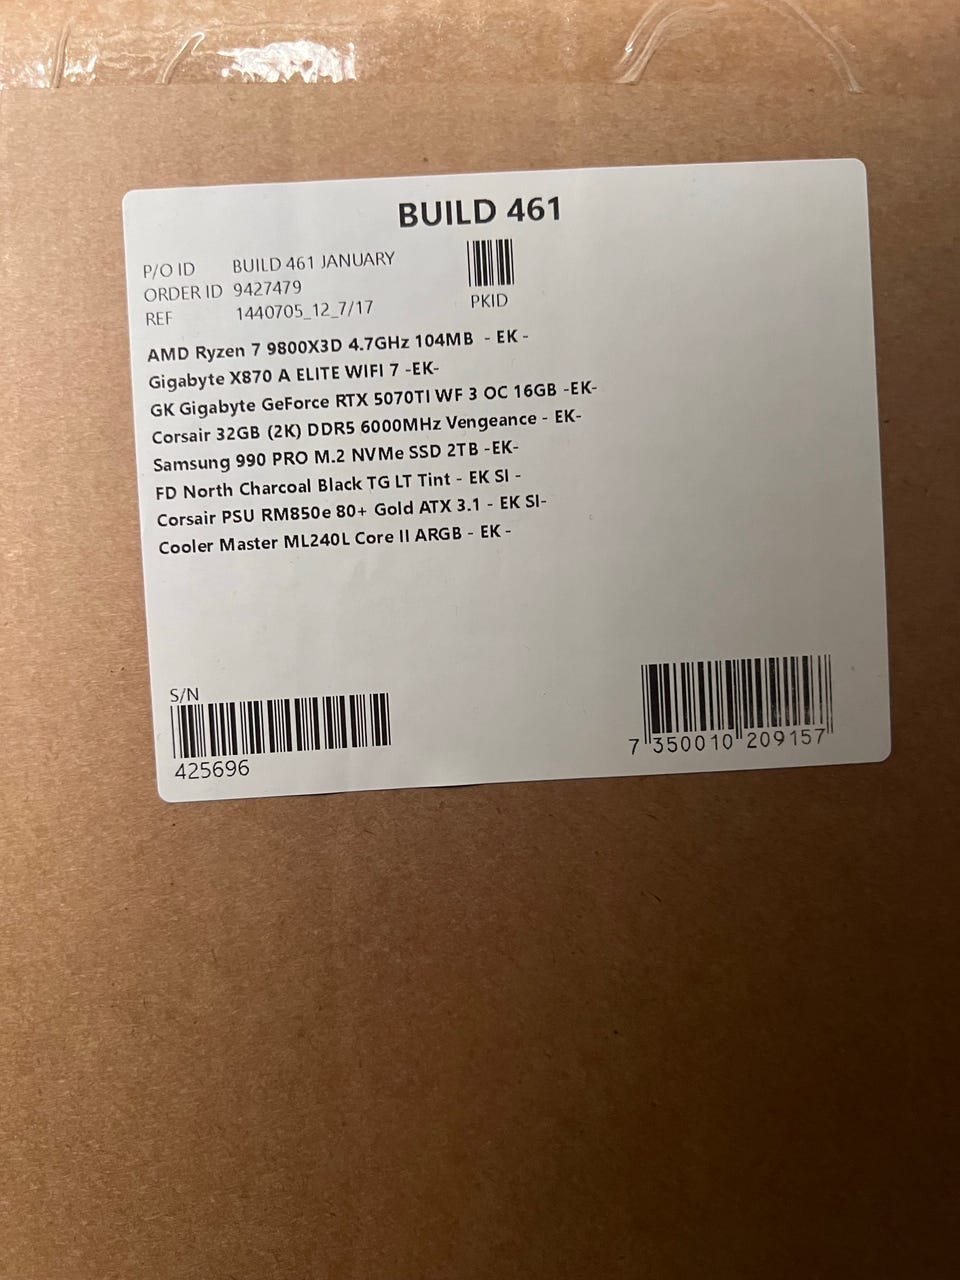 BUILD 461
P/O ID BUILD 461 JANUARY
ORDER ID 9427479
REF 1440705_12_7/17
PKID
AMD Ryzen 7 9800X3D 4.7GHz 104MB - EK -
Gigabyte X870 A ELITE WIFI 7 -EK-
GK Gigabyte GeForce RTX 5070TI WF 3 OC 16GB -EK-
Corsair 32GB (2K) DDR5 6000MHz Vengeance - EK-
Samsung 990 PRO M.2 NVMe SSD 2TB -EK-
FD North Charcoal Black TG LT Tint - EK SI -
Corsair PSU RM850e 80+ Gold ATX 3.1 - EK SI-
Cooler Master ML240L Core II ARGB - EK -
S/N
425696
7 350010 209157